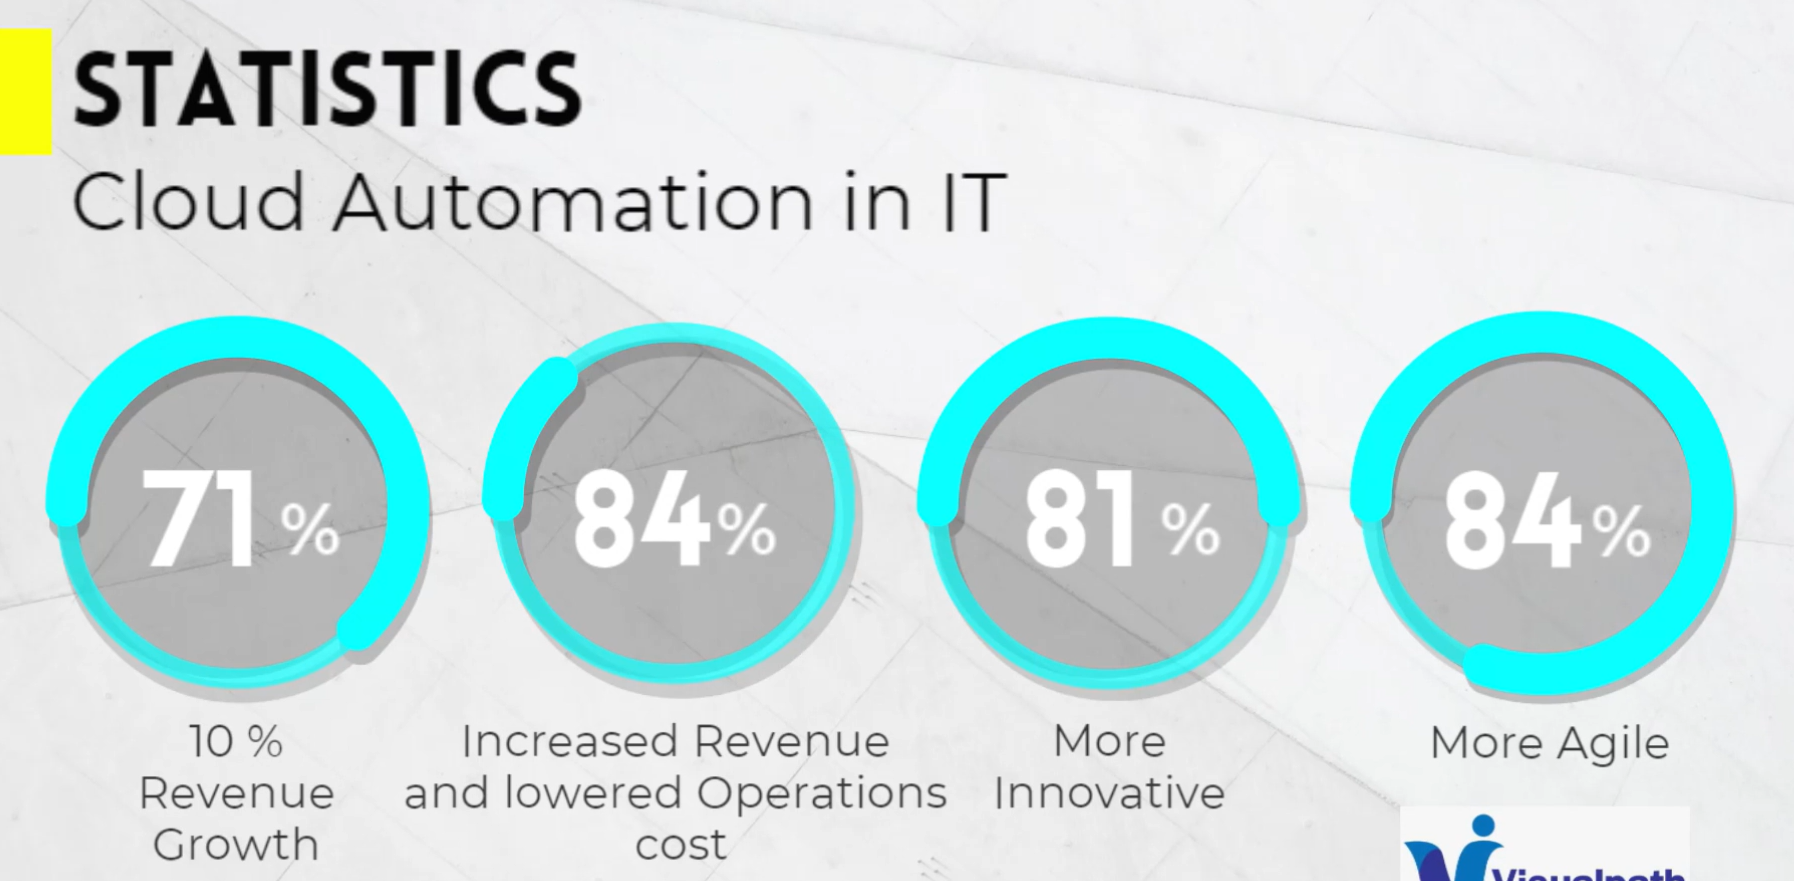 STATISTICS
Cloud Automation in IT
71 %
84%
81 %
84%
10 %
Revenue
Growth
Increased Revenue
and lowered Operations
cost
More
Innovative
More Agile
Visualpath